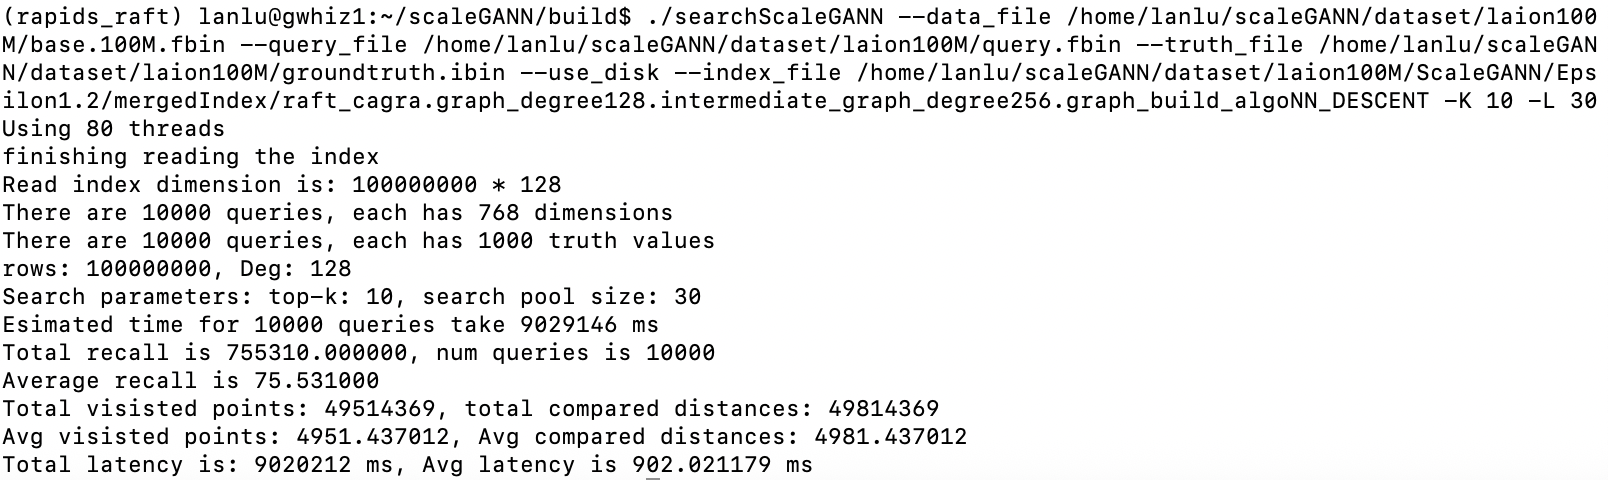 (rapids_raft) lanlu@gwhiz1:~/scaleGANN/build$ ./searchScaleGANN --data_file /home/lanlu/scaleGANN/dataset/laion100
M/base.100M.fbin --query_file /home/lanlu/scaleGANN/dataset/laion100M/query.fbin --truth_file /home/lanlu/scaleGAN
N/dataset/laion100M/groundtruth.ibin --use_disk --index_file /home/lanlu/scaleGANN/dataset/laion100M/ScaleGANN/Eps
ilon1.2/mergedIndex/raft_cagra.graph_degree128.intermediate_graph_degree256.graph_build_algoNN_DESCENT -K 10 -L 30
Using 80 threads
finishing reading the index
Read index dimension is: 100000000 * 128
There are 10000 queries, each has 768 dimensions
There are 10000 queries, each has 1000 truth values
rows: 100000000, Deg: 128
Search parameters: top-k: 10, search pool size: 30
Esimated time for 10000 queries take 9029146 ms
Total recall is 755310.000000, num queries is 10000
Average recall is 75.531000
Total visisted points: 49514369, total compared distances: 49814369
Avg visisted points: 4951.437012, Avg compared distances: 4981.437012
Total latency is: 9020212 ms, Avg latency is 902.021179 ms